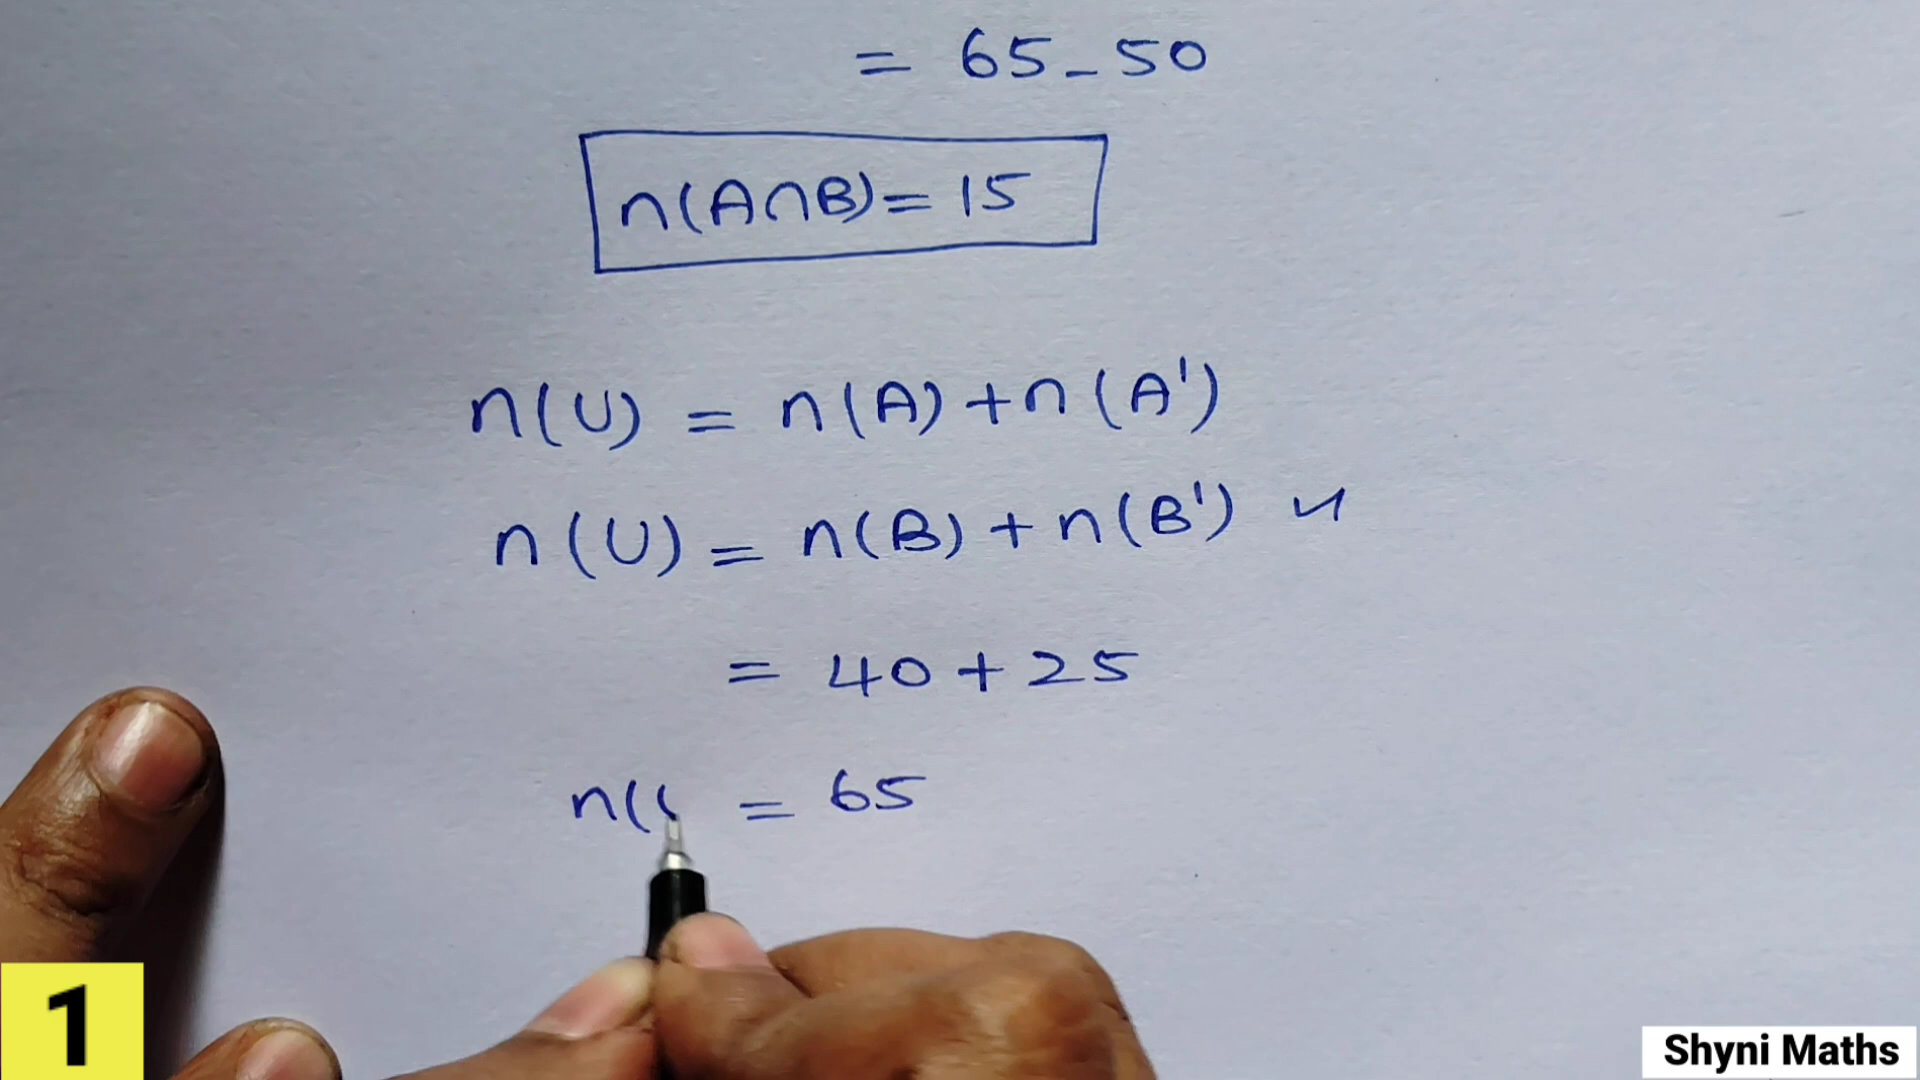 = 65 - 50
n(A∩B) = 15
n(U) = n(A) + n(A')
n(U) = n(B) + n(B') ✓
= 40 + 25
n(( = 65
1
Shyni Maths